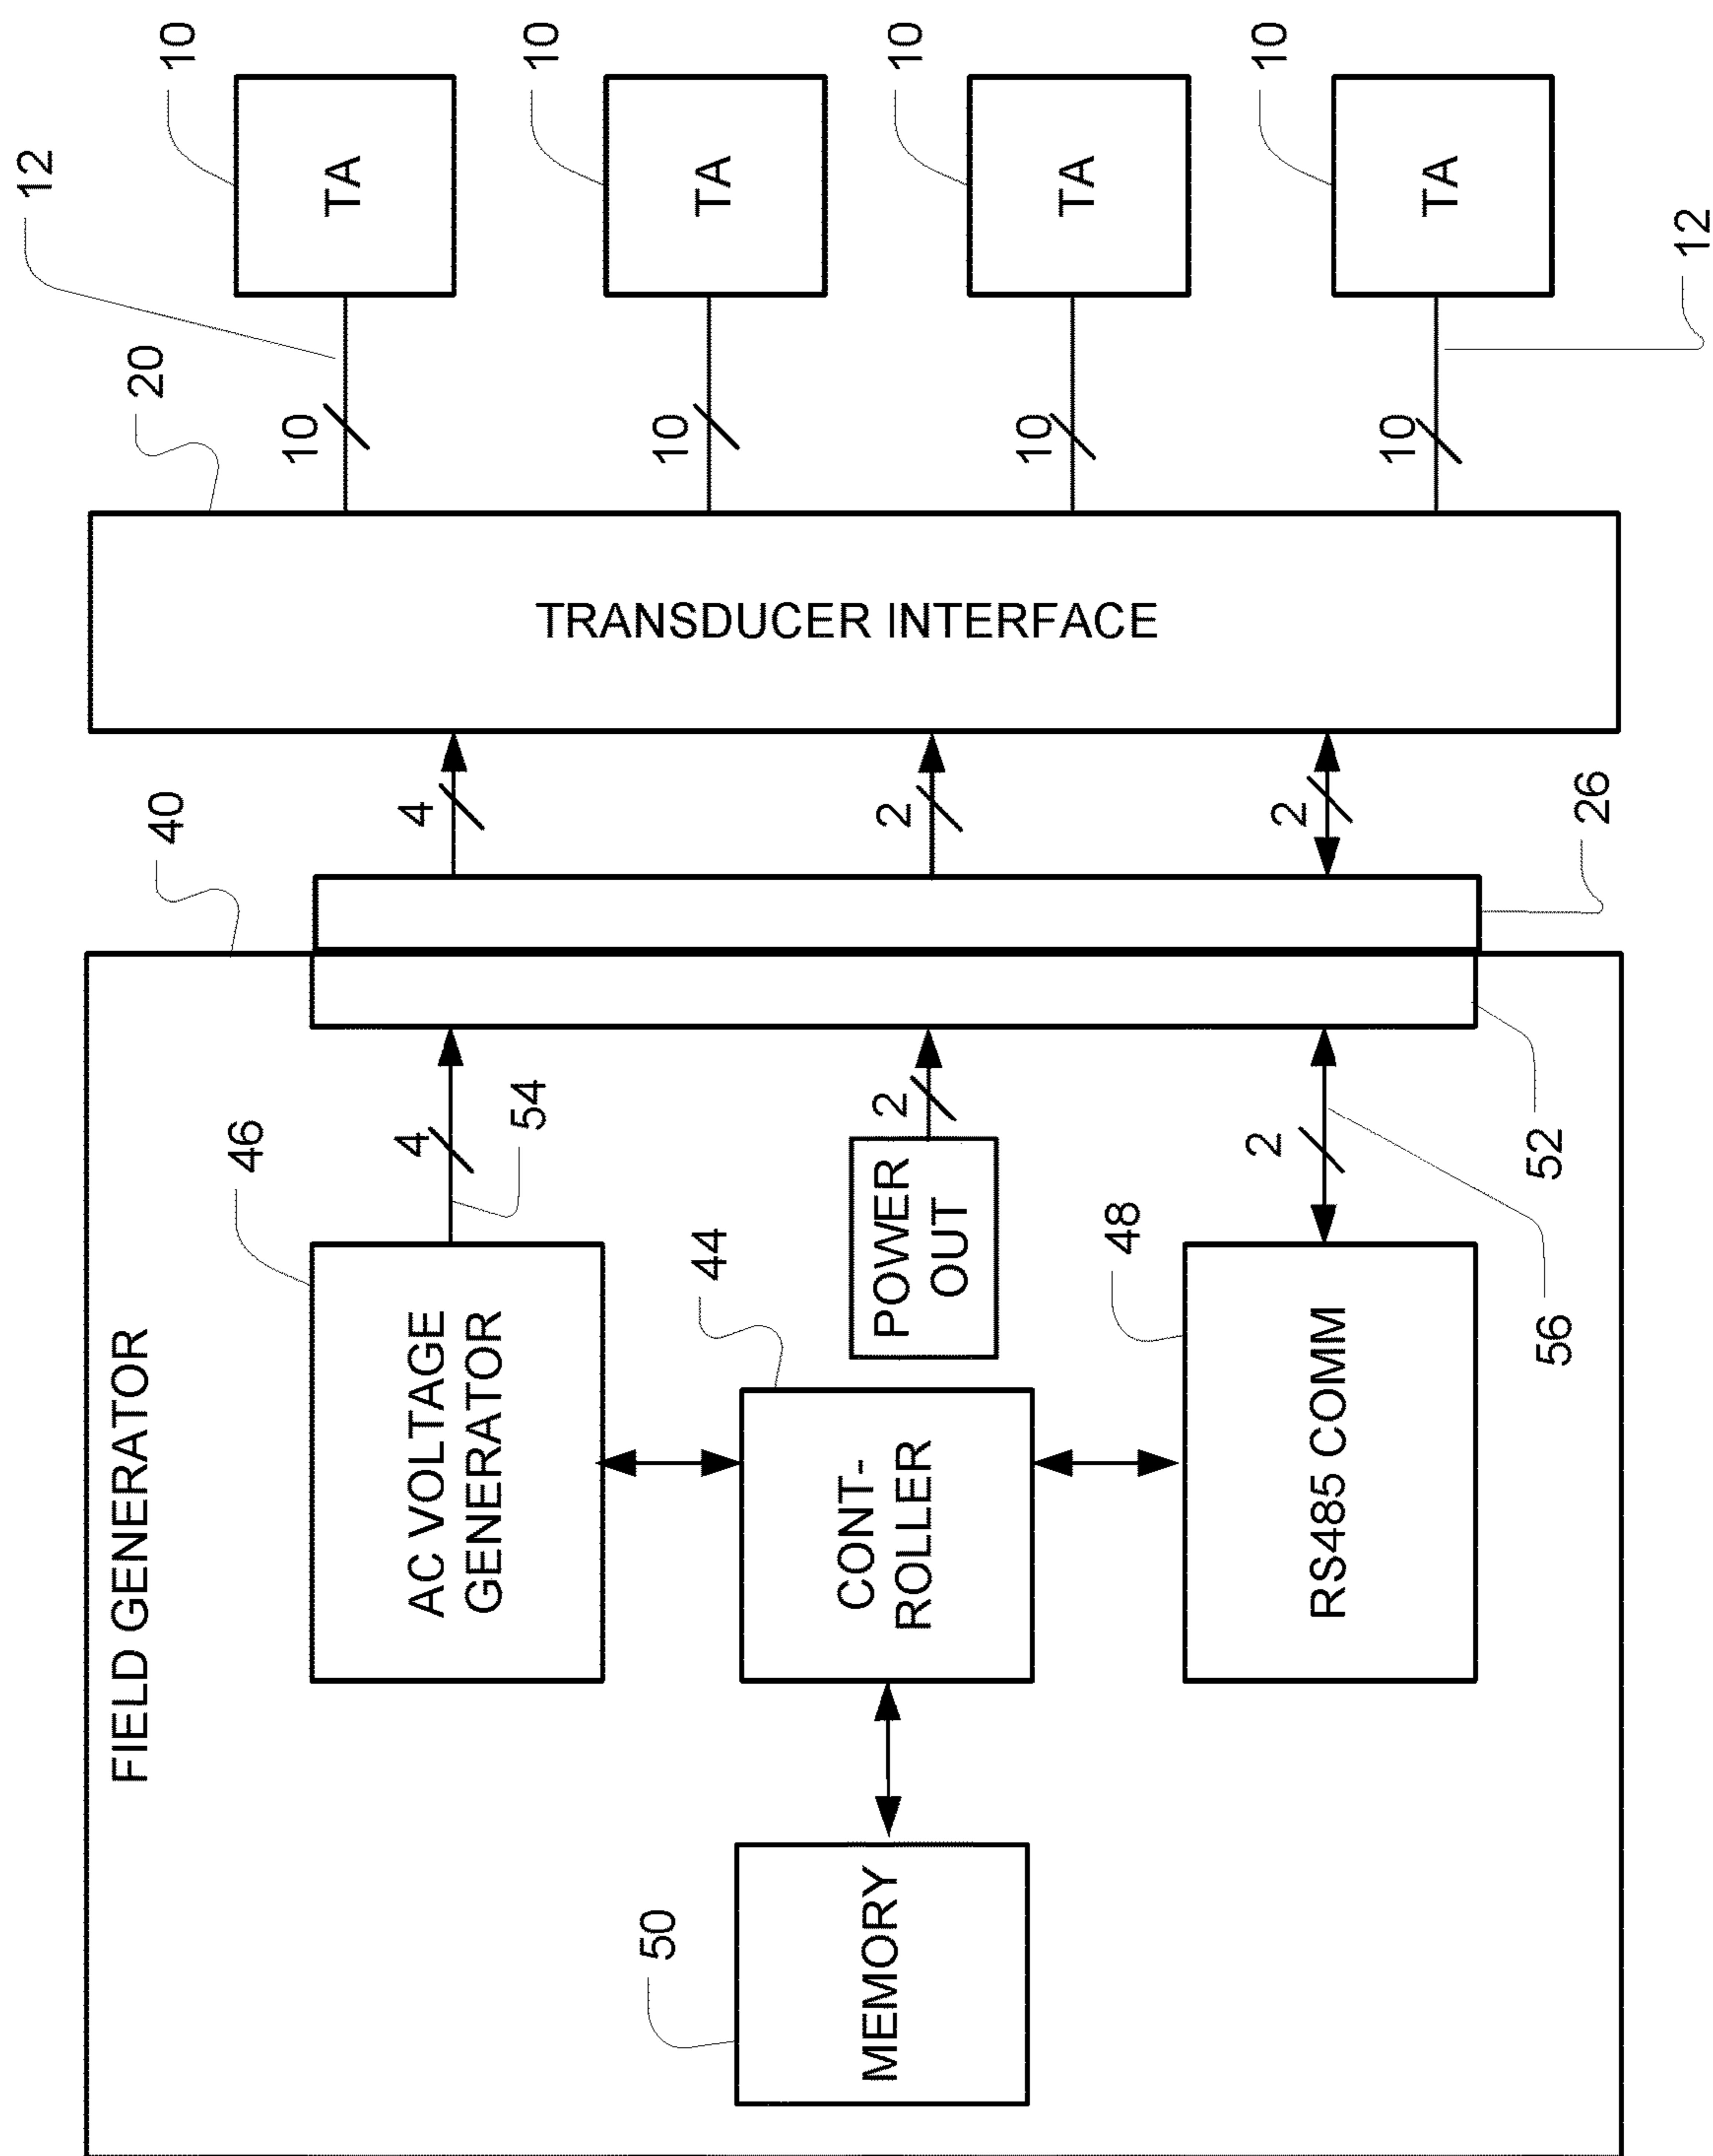 12
10
20
40
FIELD GENERATOR
46
10
TA
4
4
AC VOLTAGE
GENERATOR
54
10
TRANSDUCER INTERFACE
10
TA
50
44
MEMORY
CONT-
ROLLER
POWER
OUT
2
2
10
10
TA
48
2
2
10
RS485 COMM
10
TA
56
52
26
12